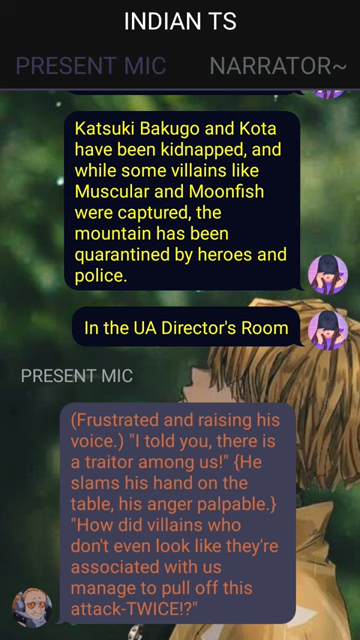 INDIAN TS
PRESENT MIC NARRATOR~
Katsuki Bakugo and Kota
have been kidnapped, and
while some villains like
Muscular and Moonfish
were captured, the
mountain has been
quarantined by heroes and
police.
In the UA Director's Room
PRESENT MIC
(Frustrated and raising his
voice.) "I told you, there is
a traitor among us!" {He
slams his hand on the
table, his anger palpable.}
"How did villains who
don't even look like they're
associated with us
manage to pull off this
attack-TWICE!?"